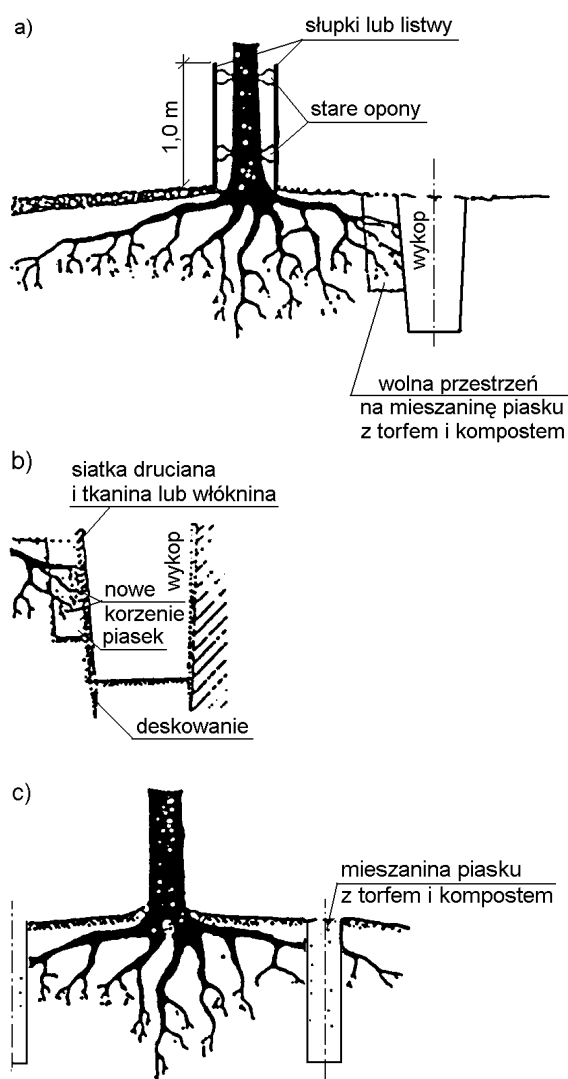 a)
słupki lub listwy
stare opony
1,0 m
wykop
wolna przestrzeń
na mieszaninę piasku
z torfem i kompostem
b)
siatka druciana
i tkanina lub włóknina
wykop
nowe
korzenie
piasek
deskowanie
c)
mieszanina piasku
z torfem i kompostem